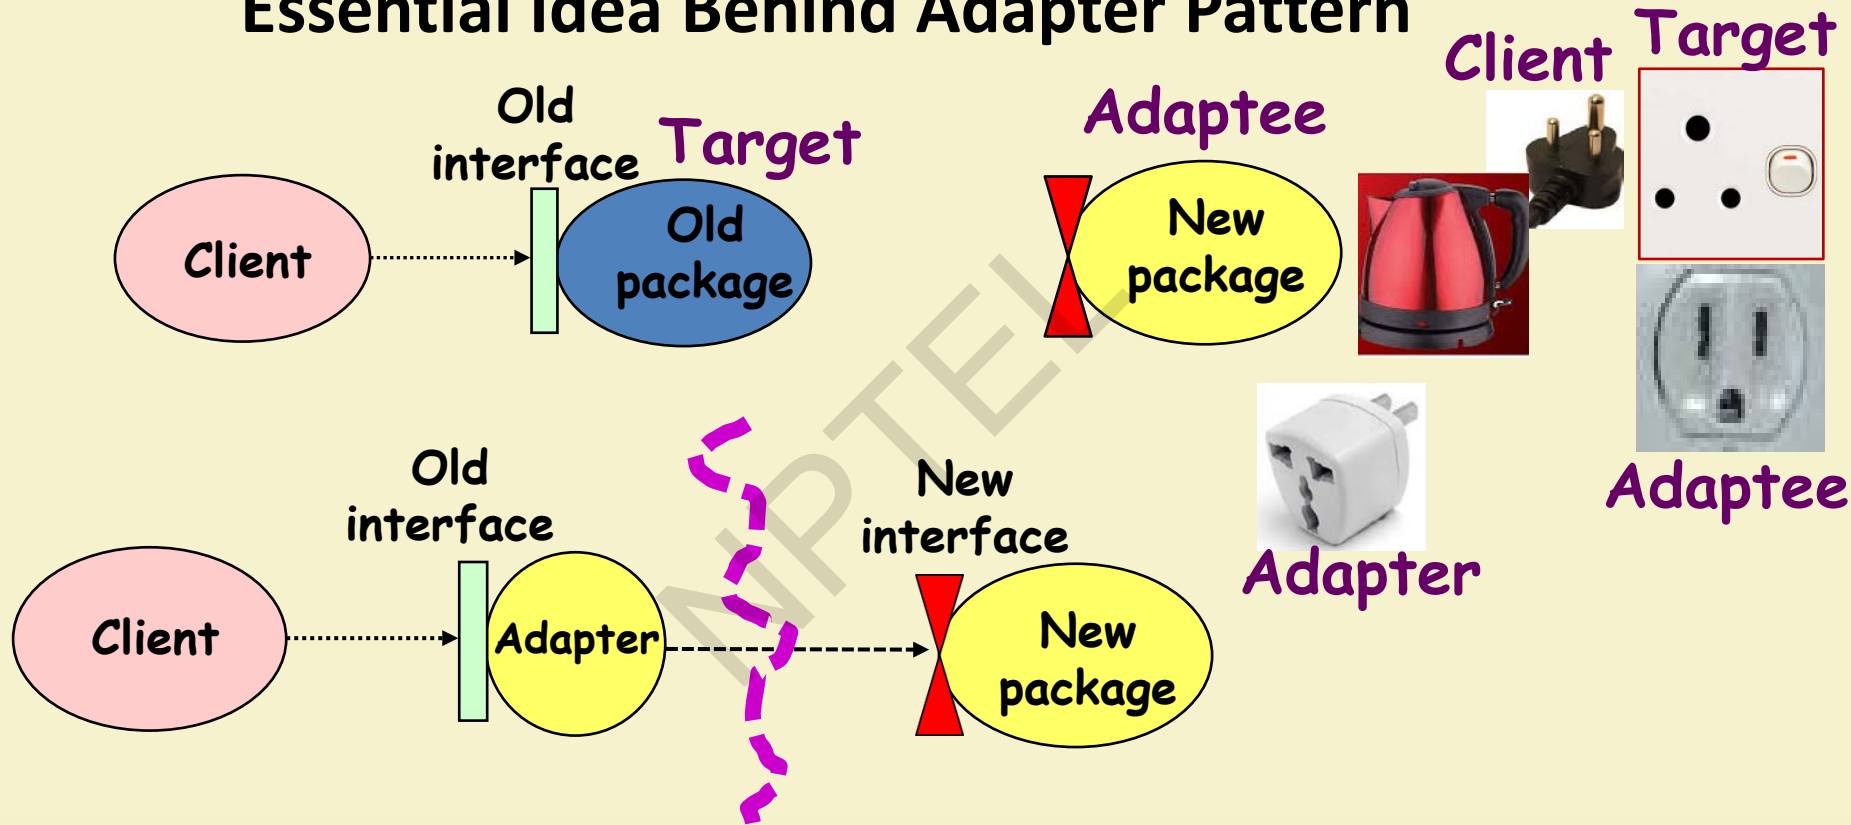 Essential Idea Behind Adapter Pattern
Client
Target
Old
interface
Target
Adaptee
Client
Old
package
New
package
Adaptee
Adapter
Old
interface
New
interface
Client
Adapter
New
package
NPTEL